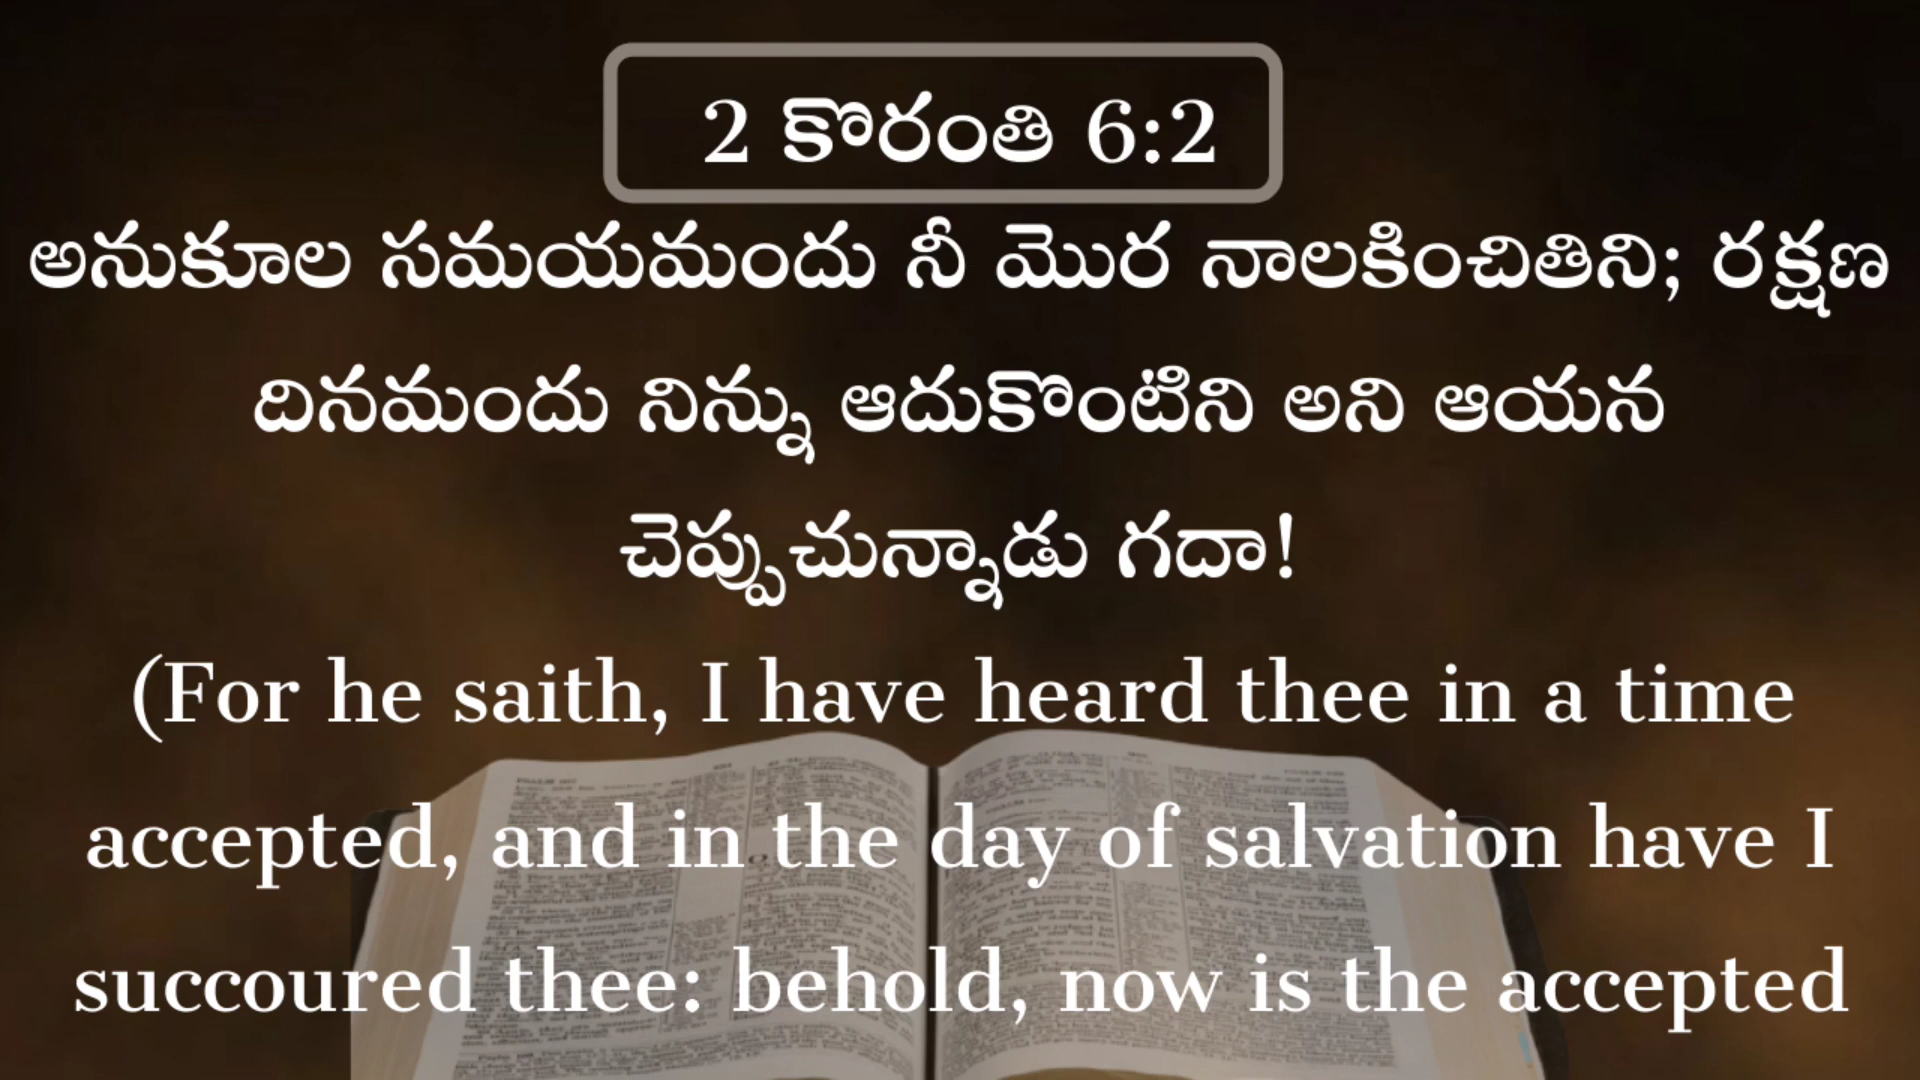 2 కొరంతి 6:2
అనుకూల సమయమందు నీ మొర నాలకించితిని; రక్షణ
దినమందు నిన్ను ఆదుకొంటిని అని ఆయన
చెప్పుచున్నాడు గదా!
(For he saith, I have heard thee in a time
accepted, and in the day of salvation have I
succoured thee: behold, now is the accepted